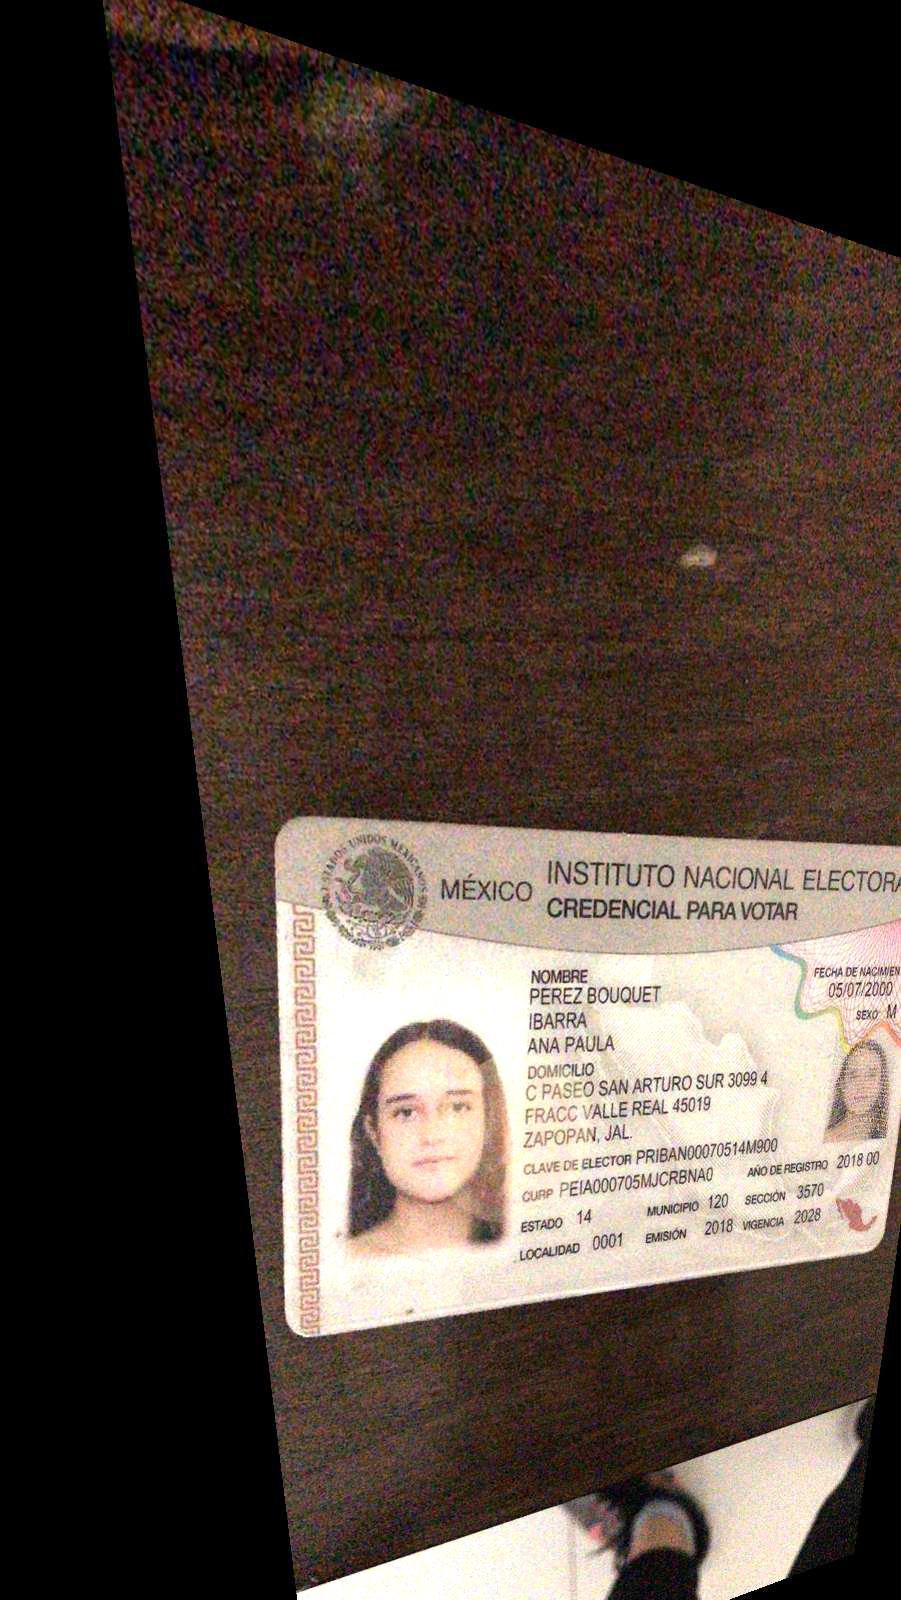 ESTADOS UNIDOS MEXICANOS
MÉXICO
INSTITUTO NACIONAL ELECTORA
CREDENCIAL PARA VOTAR
NOMBRE
PEREZ BOUQUET
IBARRA
ANA PAULA
FECHA DE NACIMIEN
05/07/2000
SEXO M
DOMICILIO
C PASEO SAN ARTURO SUR 3099 4
FRACC VALLE REAL 45019
ZAPOPAN, JAL.
CLAVE DE ELECTOR PRIBAN00070514M900
CURP PEIA000705MJCRBNA0 AÑO DE REGISTRO 2018 00
ESTADO 14 MUNICIPIO 120 SECCIÓN 3570
LOCALIDAD 0001 EMISIÓN 2018 VIGENCIA 2028